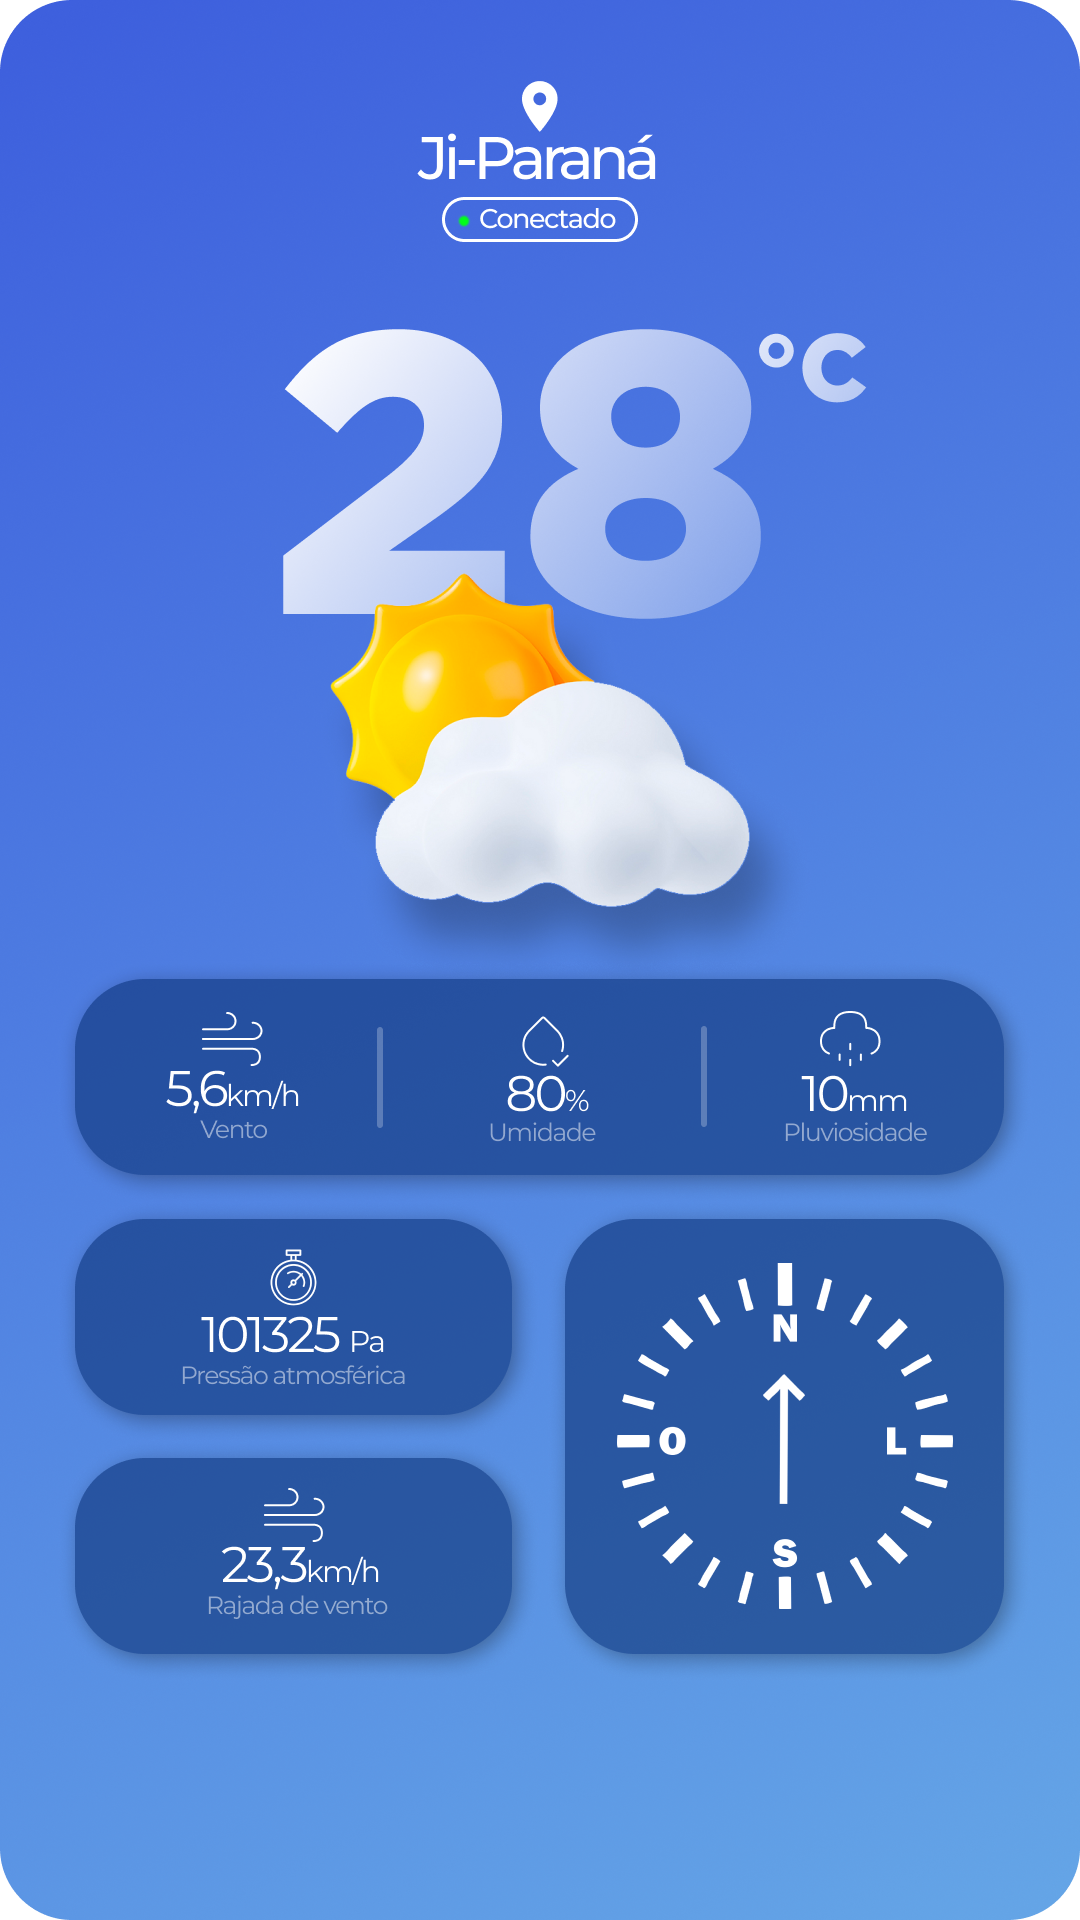 Ji-Paraná
Conectado
28°C
5,6km/h
Vento
80%
Umidade
10mm
Pluviosidade
101325 Pa
Pressão atmosférica
23,3km/h
Rajada de vento
N
O
L
S